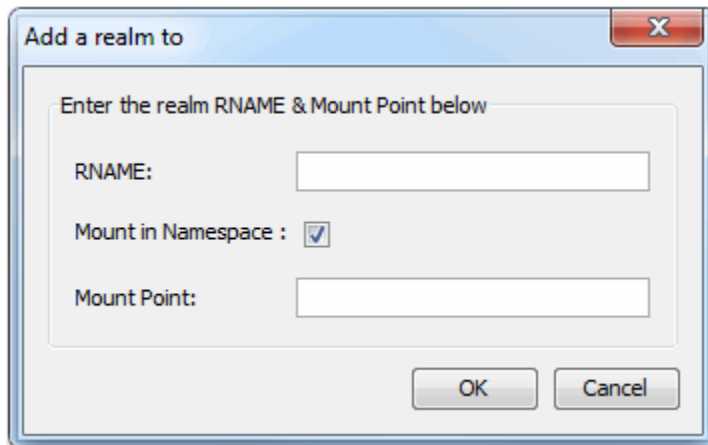 Add a realm to
Enter the realm RNAME & Mount Point below
RNAME:
Mount in Namespace :
Mount Point:
OK Cancel